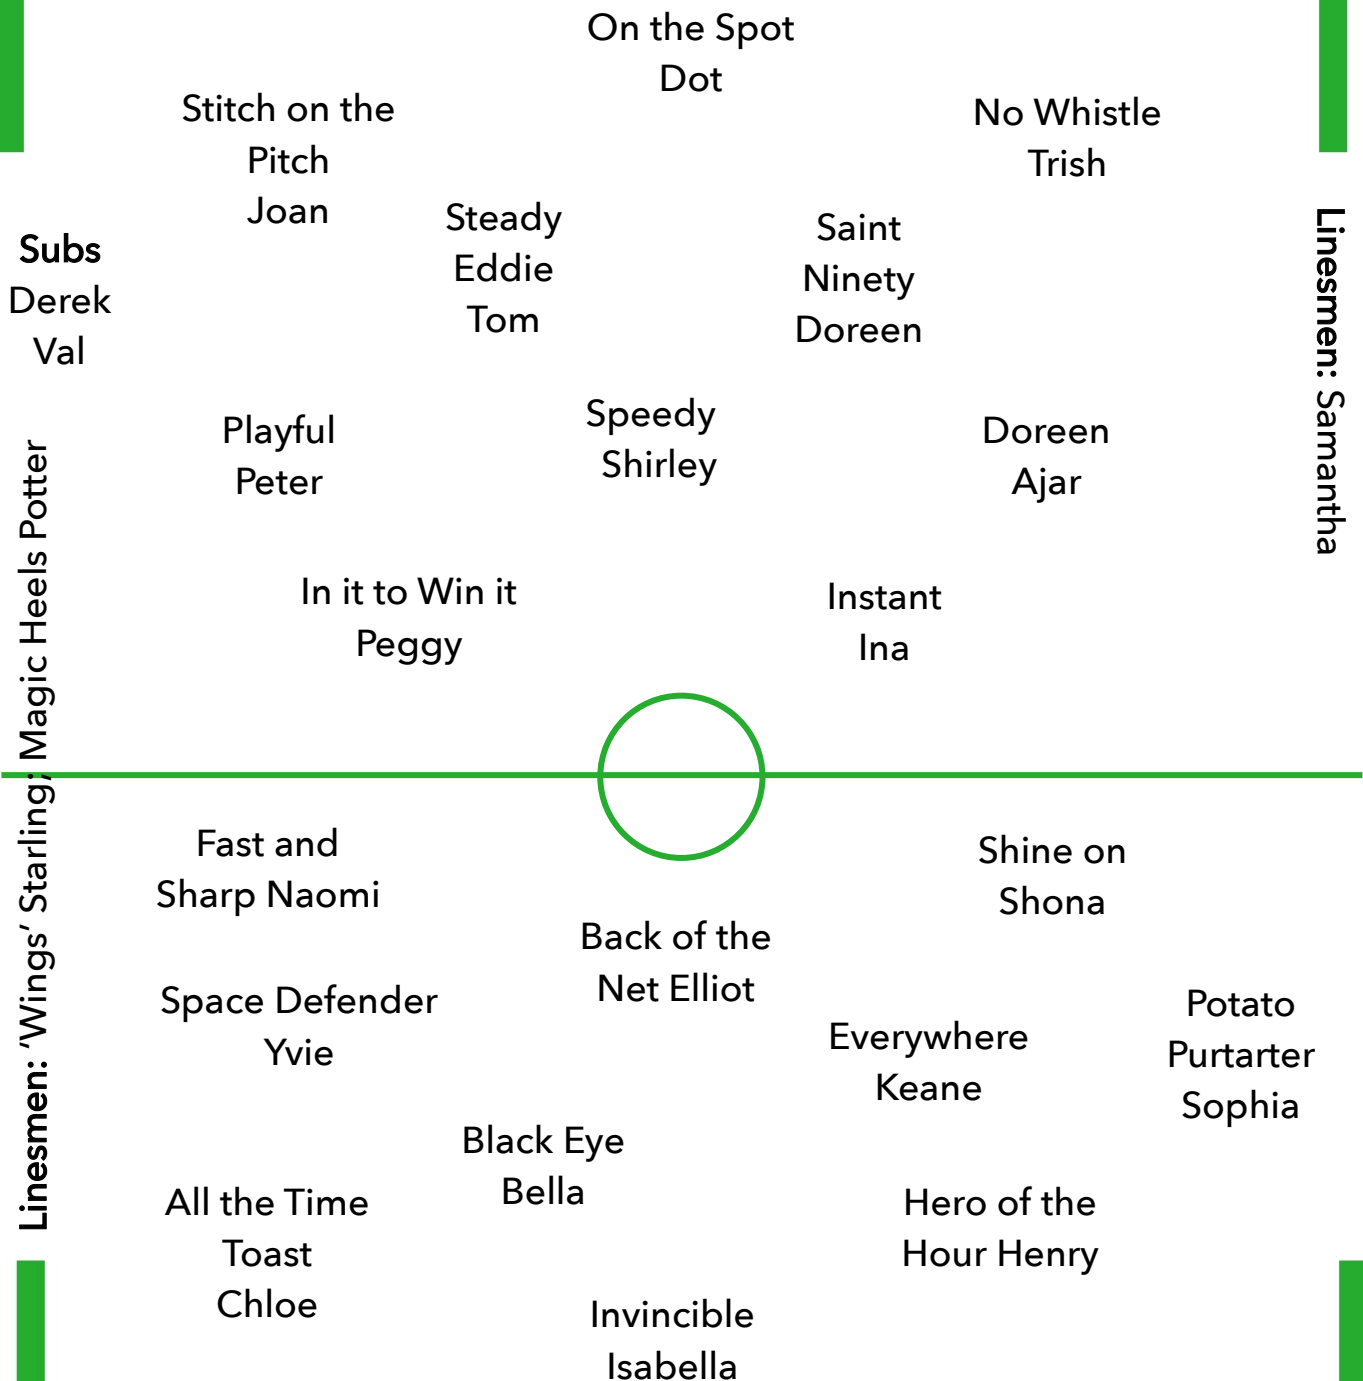 On the Spot
Dot
Stitch on the
Pitch
Joan
No Whistle
Trish
Steady
Eddie
Tom
Saint
Ninety
Doreen
Subs
Derek
Val
Linesmen: Samantha
Playful
Peter
Speedy
Shirley
Doreen
Ajar
In it to Win it
Peggy
Instant
Ina
Linesmen: ‘Wings’ Starling; Magic Heels Potter
Fast and
Sharp Naomi
Shine on
Shona
Back of the
Net Elliot
Space Defender
Yvie
Everywhere
Keane
Potato
Purtarter
Sophia
Black Eye
Bella
All the Time
Toast
Chloe
Hero of the
Hour Henry
Invincible
Isabella